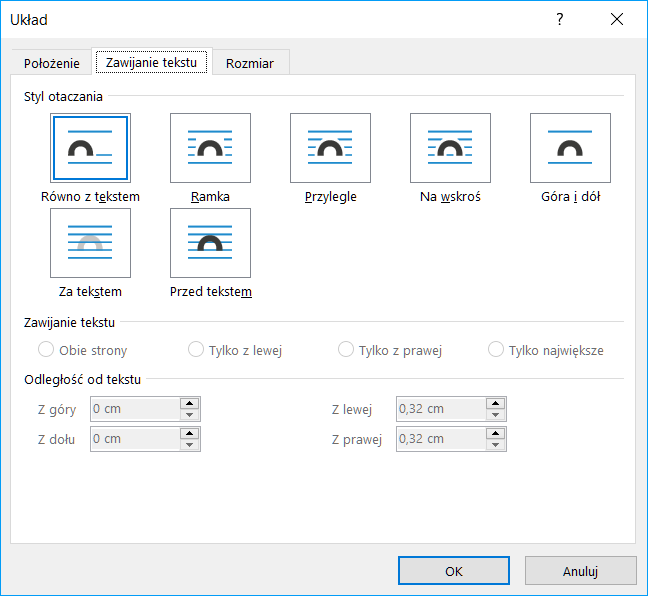 Układ ?
Położenie Zawijanie tekstu Rozmiar
Styl otaczania
Równo z tekstem Ramka Przylegle Na wskroś Góra i dół
Za tekstem Przed tekstem
Zawijanie tekstu
Obie strony Tylko z lewej Tylko z prawej Tylko największe
Odległość od tekstu
Z góry 0 cm Z lewej 0,32 cm
Z dołu 0 cm Z prawej 0,32 cm
OK Anuluj